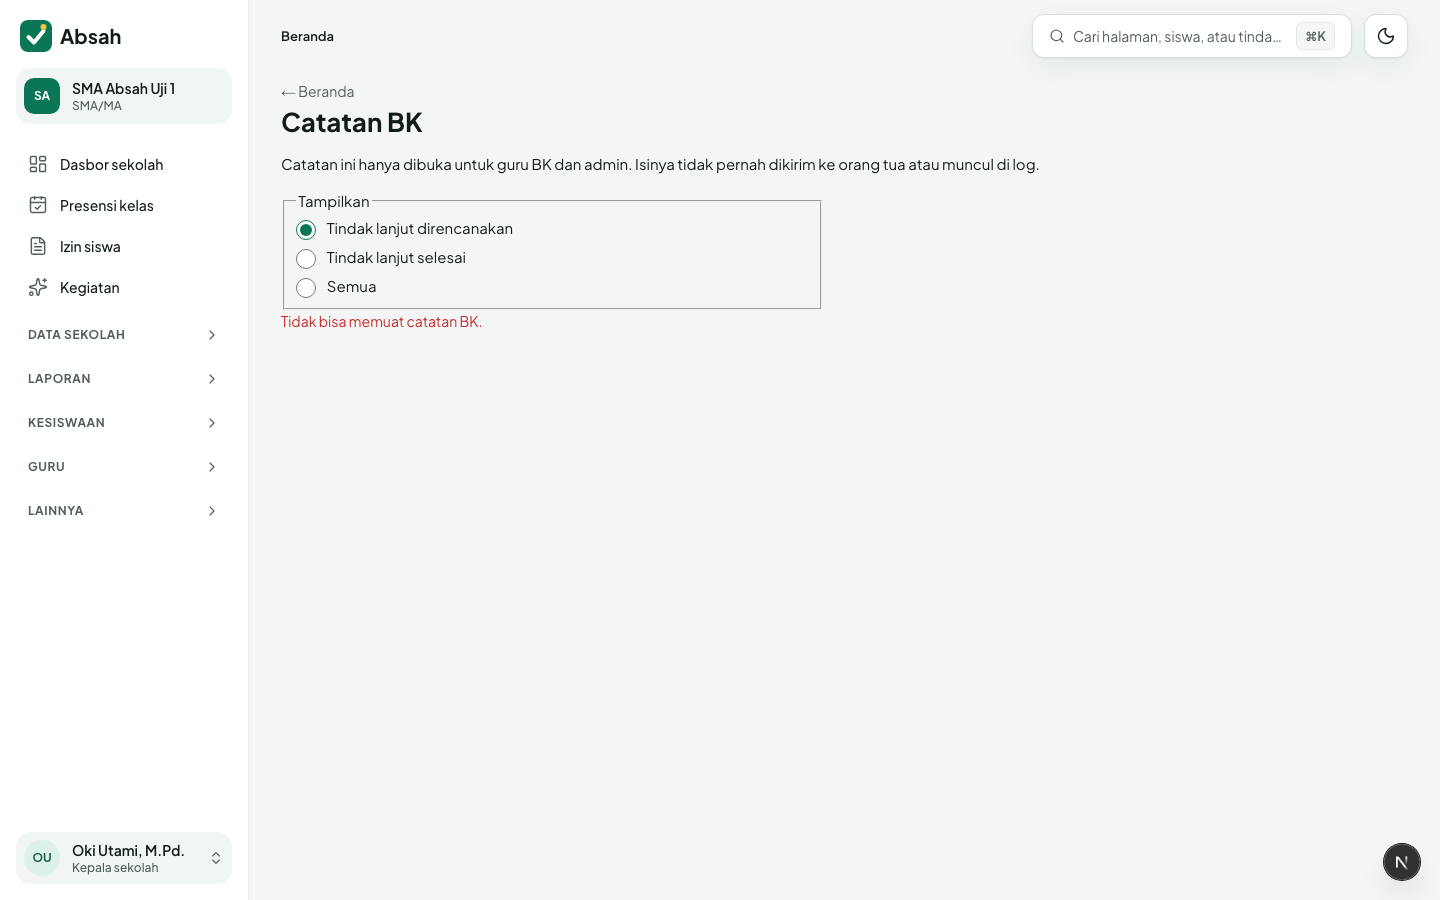 Absah
SA
SMA Absah Uji 1
SMA/MA
Dasbor sekolah
Presensi kelas
Izin siswa
Kegiatan
DATA SEKOLAH
LAPORAN
KESISWAAN
GURU
LAINNYA
OU
Oki Utami, M.Pd.
Kepala sekolah
Beranda
Cari halaman, siswa, atau tinda...
⌘K
← Beranda
Catatan BK
Catatan ini hanya dibuka untuk guru BK dan admin. Isinya tidak pernah dikirim ke orang tua atau muncul di log.
Tampilkan
Tindak lanjut direncanakan
Tindak lanjut selesai
Semua
Tidak bisa memuat catatan BK.
N